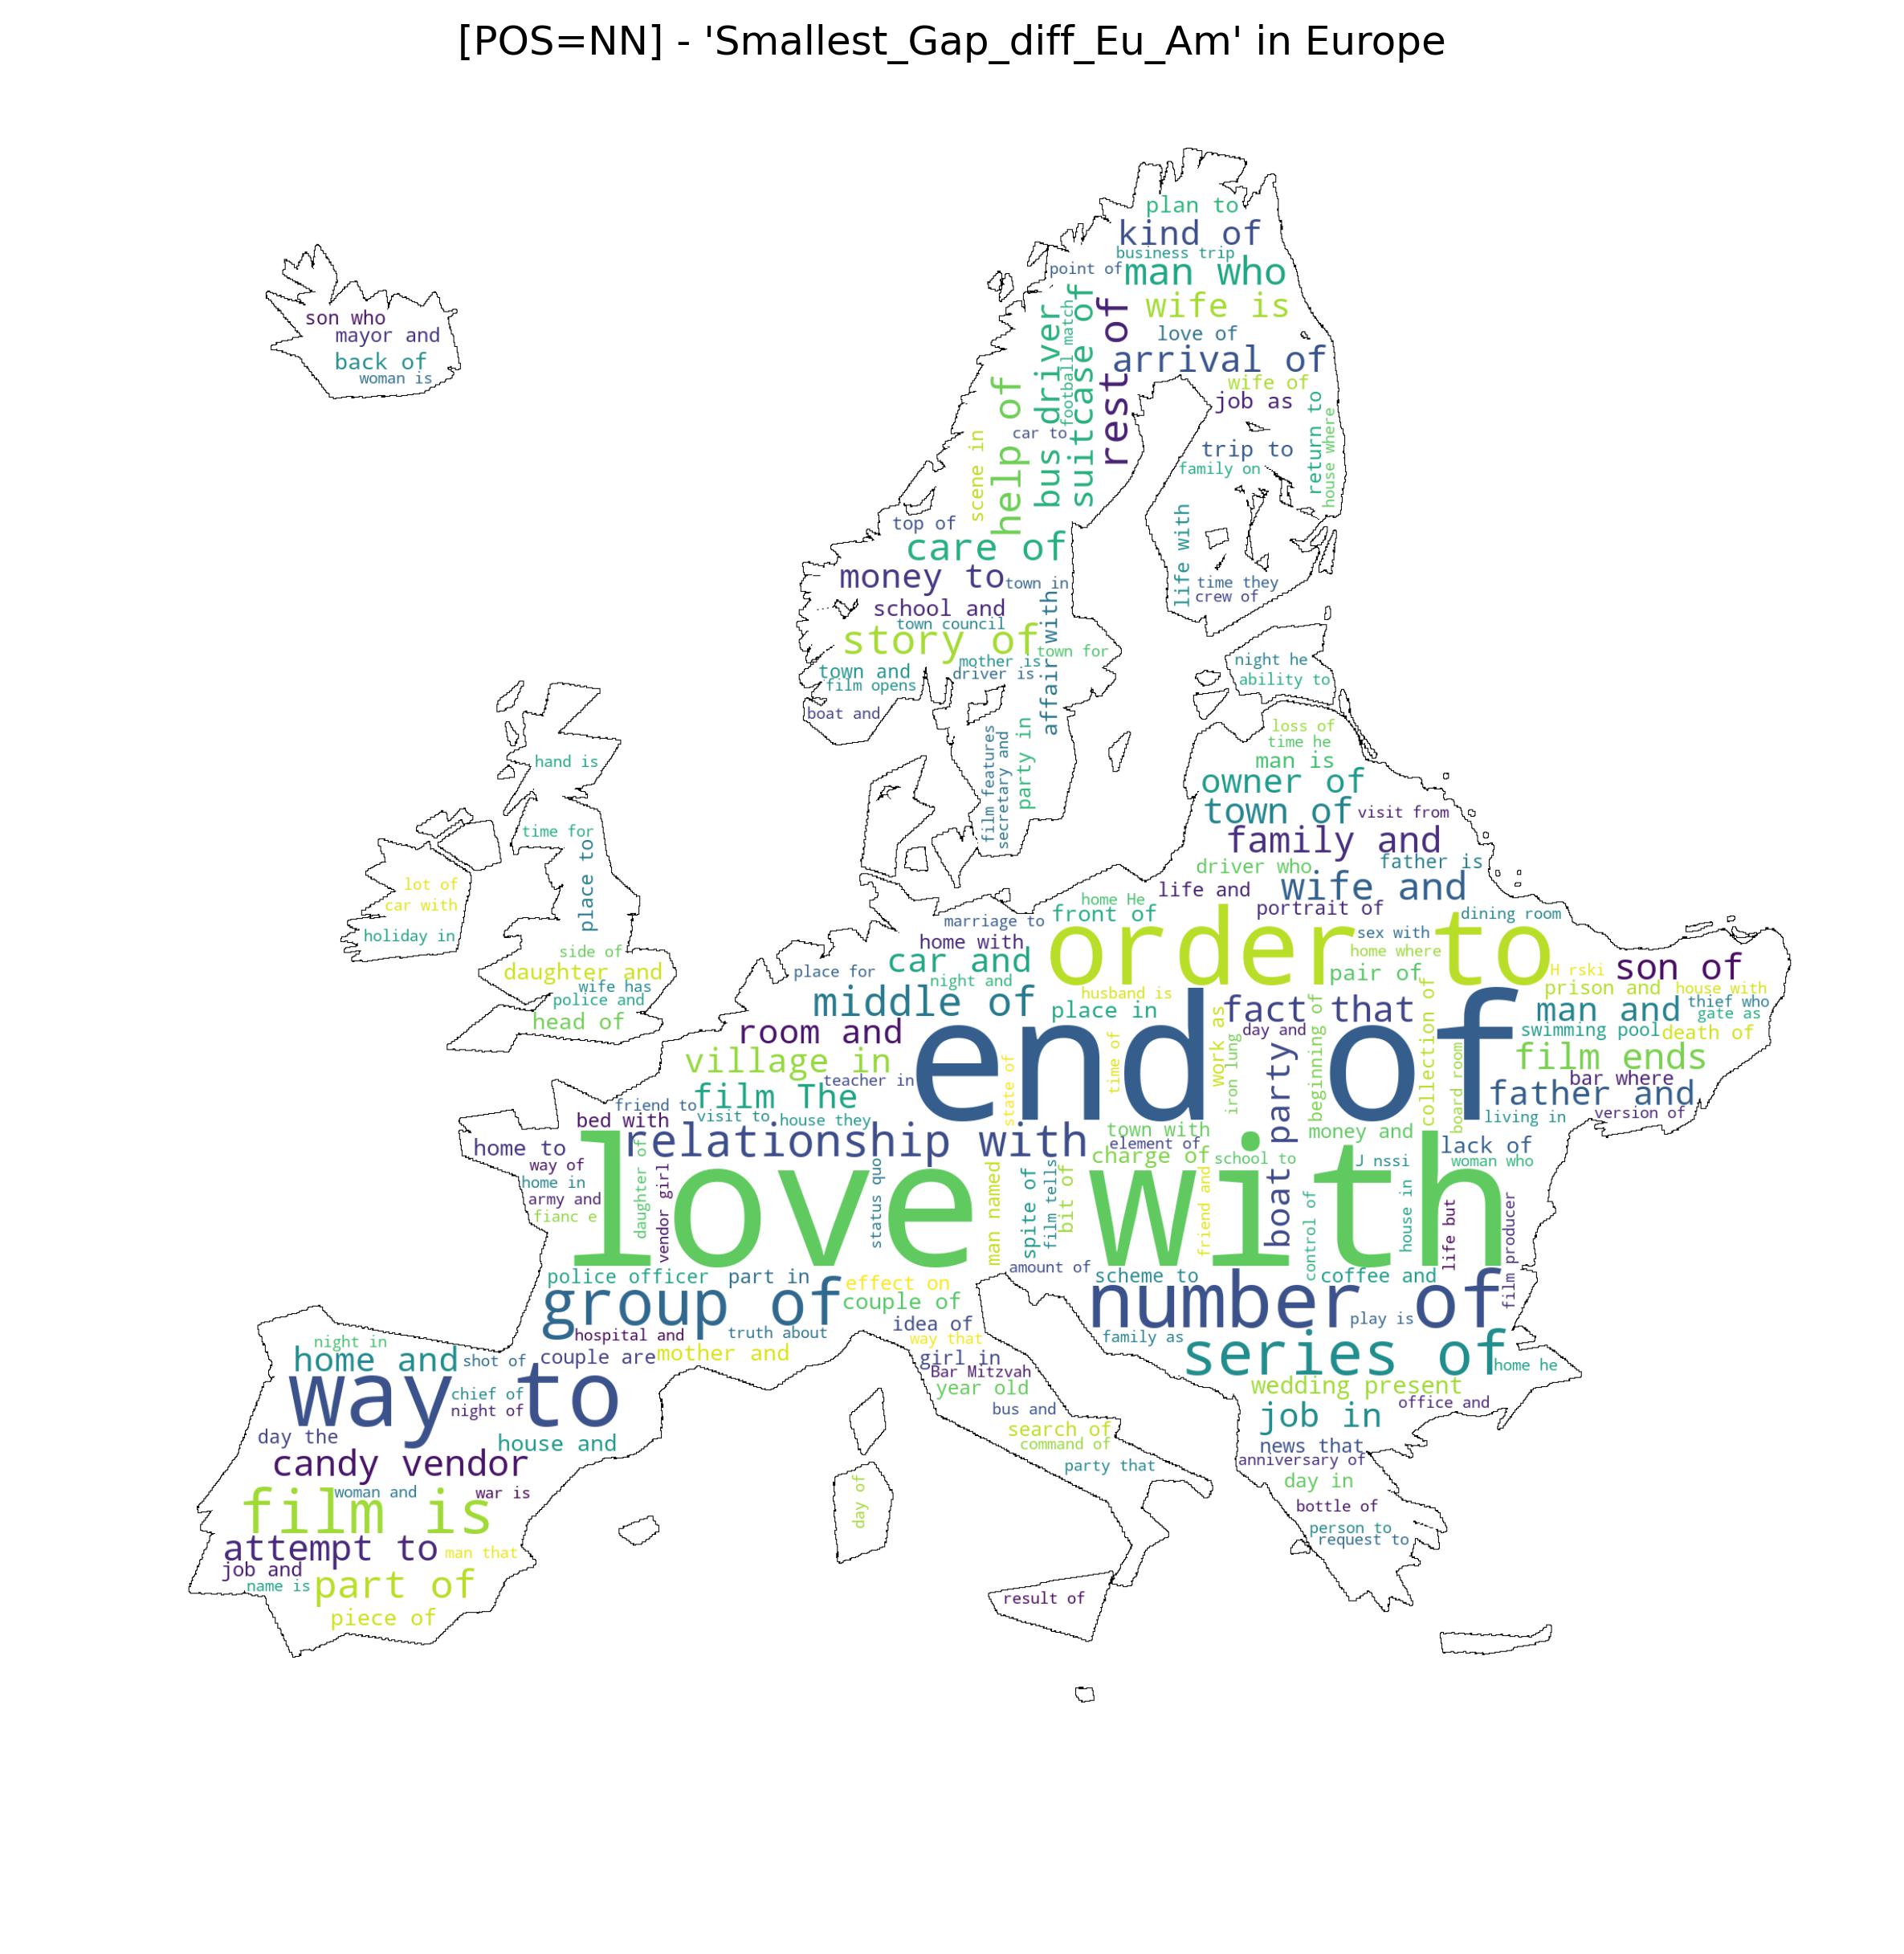 [POS=NN] - 'Smallest_Gap_diff_Eu_Am' in Europe
plan to
kind of
business trip
point of
man who
wife is
love of
arrival of
wife of
job as
bus driver
football match
suitcase of
rest of
help of
car to
scene in
return to
house where
trip to
family on
son who
mayor and
back of
woman is
top of
care of
life with
time they
crew of
money to
town in
school and
town council
story of
affair with
town for
mother is
driver is
town and
film opens
boat and
night he
ability to
film features
secretary and
party in
loss of
time he
man is
owner of
town of
visit from
family and
driver who
father is
life and
wife and
hand is
time for
place to
lot of
car with
holiday in
side of
daughter and
wife has
police and
head of
home He
marriage to
front of
portrait of
dining room
home with
order to
sex with
home where
car and
place for
night and
pair of
H rski
son of
prison and
house with
middle of
husband is
place in
fact that
collection of
man and
thief who
gate as
swimming pool
death of
room and
end of
work as
day and
beginning of
village in
teacher in
state of
time of
iron lung
boat party
board room
film ends
bar where
film The
father and
friend to
visit to
house they
living in
version of
bed with
relationship with
town with
element of
money and
home to
charge of
school to
J nssi
lack of
woman who
way of
home in
army and
fianc e
daughter of
vendor girl
love with
status quo
man named
spite of
film tells
bit of
friend and
control of
house in
life but
film producer
amount of
police officer
part in
effect on
scheme to
coffee and
group of
couple of
number of
hospital and
truth about
idea of
play is
night in
way that
family as
home and
shot of
couple are
mother and
girl in
series of
home he
way to
chief of
night of
Bar Mitzvah
year old
wedding present
office and
bus and
job in
day the
house and
search of
command of
news that
anniversary of
candy vendor
party that
day in
film is
woman and
war is
day of
bottle of
person to
request to
attempt to
man that
job and
name is
part of
piece of
result of